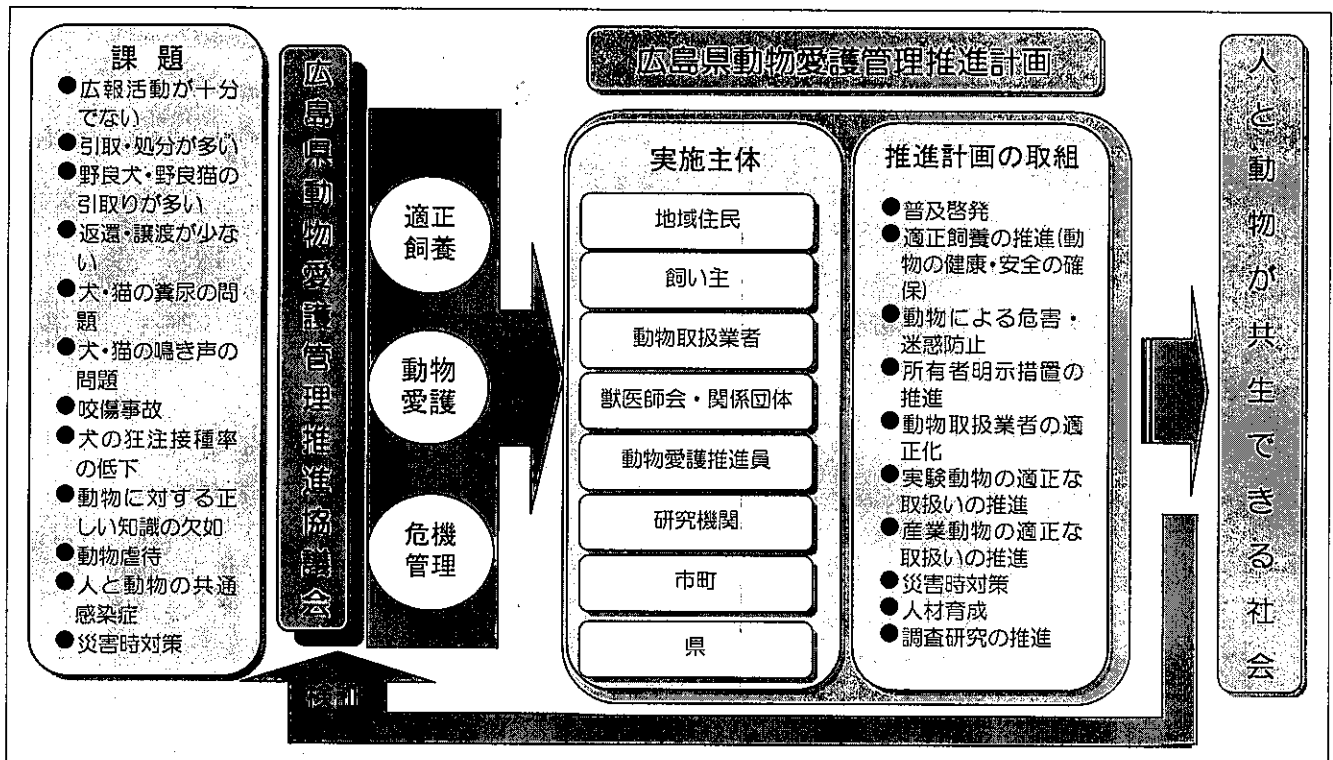 課題
●広報活動が十分
でない
●引取・処分が多い
●野良犬・野良猫の
引取りが多い
●返還・譲渡が少な
い
●犬・猫の糞尿の問
題
●犬・猫の鳴き声の
問題
●咬傷事故
●犬の狂注接種率
の低下
●動物に対する正
しい知識の欠如
●動物虐待
●人と動物の共通
感染症
●災害時対策
広島県動物愛護管理推進協議会
適正
飼養
動物
愛護
危機
管理
広島県動物愛護管理推進計画
実施主体
地域住民
飼い主
動物取扱業者
獣医師会・関係団体
動物愛護推進員
研究機関
市町
県
推進計画の取組
●普及啓発
●適正飼養の推進(動
物の健康・安全の確
保)
●動物による危害・
迷惑防止
●所有者明示措置の
推進
●動物取扱業者の適
正化
●実験動物の適正な
取扱いの推進
●産業動物の適正な
取扱いの推進
●災害時対策
●人材育成
●調査研究の推進
人と動物が共生できる社会